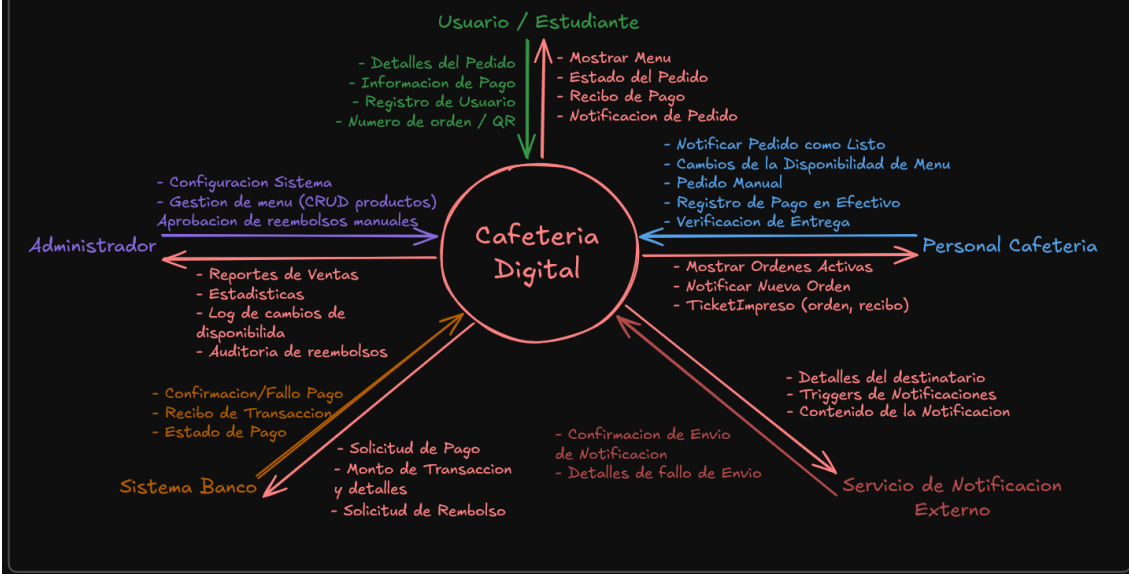 Usuario / Estudiante
- Detalles del Pedido
- Informacion de Pago
- Registro de Usuario
- Numero de orden / QR
- Mostrar Menu
- Estado del Pedido
- Recibo de Pago
- Notificacion de Pedido
- Notificar Pedido como Listo
- Cambios de la Disponibilidad de Menu
- Pedido Manual
- Registro de Pago en Efectivo
- Verificacion de Entrega
- Configuracion Sistema
- Gestion de menu (CRUD productos)
Aprobacion de reembolsos manuales
Administrador
Cafeteria
Digital
Personal Cafeteria
- Reportes de Ventas
- Estadisticas
- Log de cambios de
disponibilida
- Auditoria de reembolsos
- Mostrar Ordenes Activas
- Notificar Nueva Orden
- TicketImpreso (orden, recibo)
- Confirmacion/Fallo Pago
- Recibo de Transaccion
- Estado de Pago
- Detalles del destinatario
- Triggers de Notificaciones
- Contenido de la Notificacion
- Solicitud de Pago
- Monto de Transaccion
y detalles
- Solicitud de Rembolso
- Confirmacion de Envio
de Notificacion
- Detalles de fallo de Envio
Sistema Banco
Servicio de Notificacion
Externo